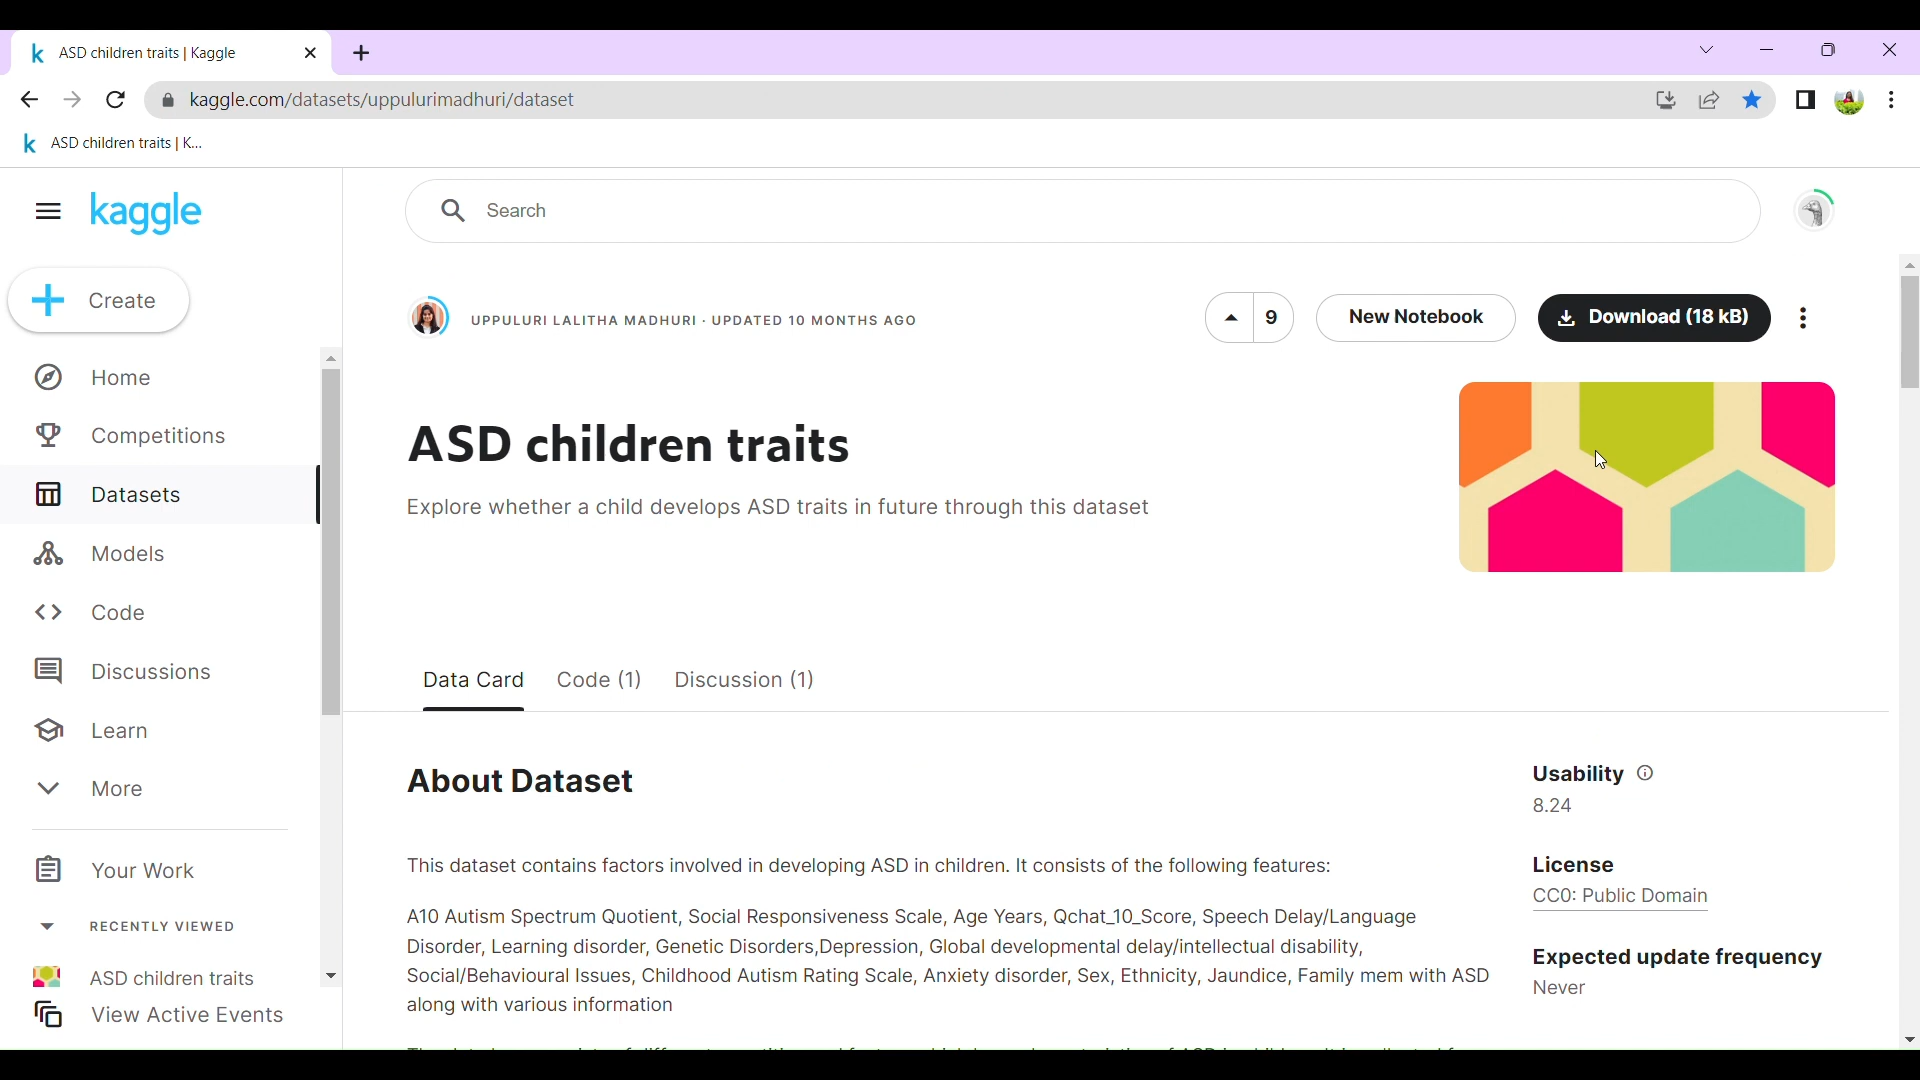 ASD children traits | Kaggle
kaggle.com/datasets/uppulurimadhuri/dataset
ASD children traits | K...
kaggle
Search
Create
UPPULURI LALITHA MADHURI · UPDATED 10 MONTHS AGO
9
New Notebook
Download (18 kB)
Home
Competitions
Datasets
Models
Code
Discussions
Learn
More
Your Work
RECENTLY VIEWED
ASD children traits
View Active Events
ASD children traits
Explore whether a child develops ASD traits in future through this dataset
Data Card
Code (1)
Discussion (1)
About Dataset
This dataset contains factors involved in developing ASD in children. It consists of the following features:
A10 Autism Spectrum Quotient, Social Responsiveness Scale, Age Years, Qchat_10_Score, Speech Delay/Language
Disorder, Learning disorder, Genetic Disorders,Depression, Global developmental delay/intellectual disability,
Social/Behavioural Issues, Childhood Autism Rating Scale, Anxiety disorder, Sex, Ethnicity, Jaundice, Family mem with ASD
along with various information
Usability
8.24
License
CC0: Public Domain
Expected update frequency
Never